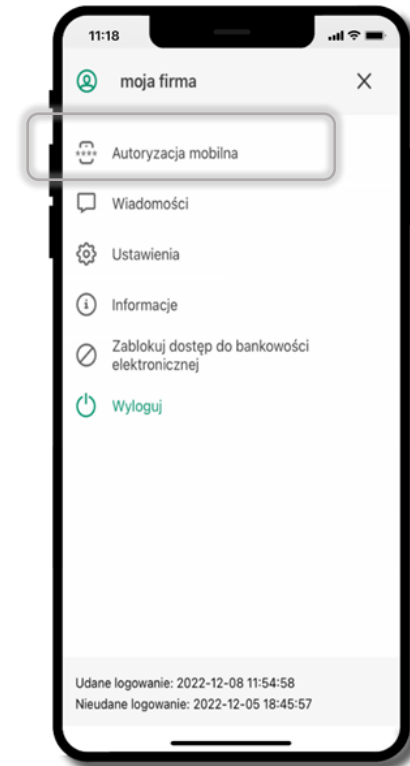 11:18
moja firma
Autoryzacja mobilna
Wiadomości
Ustawienia
Informacje
Zablokuj dostęp do bankowości
elektronicznej
Wyloguj
Udane logowanie: 2022-12-08 11:54:58
Nieudane logowanie: 2022-12-05 18:45:57